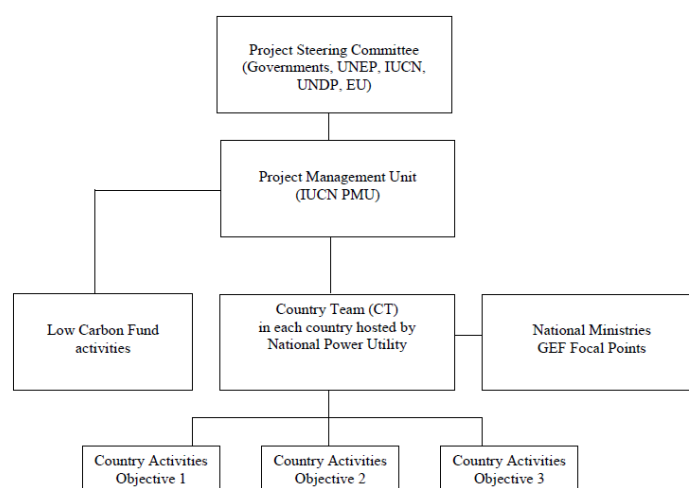 Project Steering Committee
(Governments, UNEP, IUCN,
UNDP, EU)
Project Management Unit
(IUCN PMU)
Low Carbon Fund
activities
Country Team (CT)
in each country hosted by
National Power Utility
National Ministries
GEF Focal Points
Country Activities
Objective 1
Country Activities
Objective 2
Country Activities
Objective 3